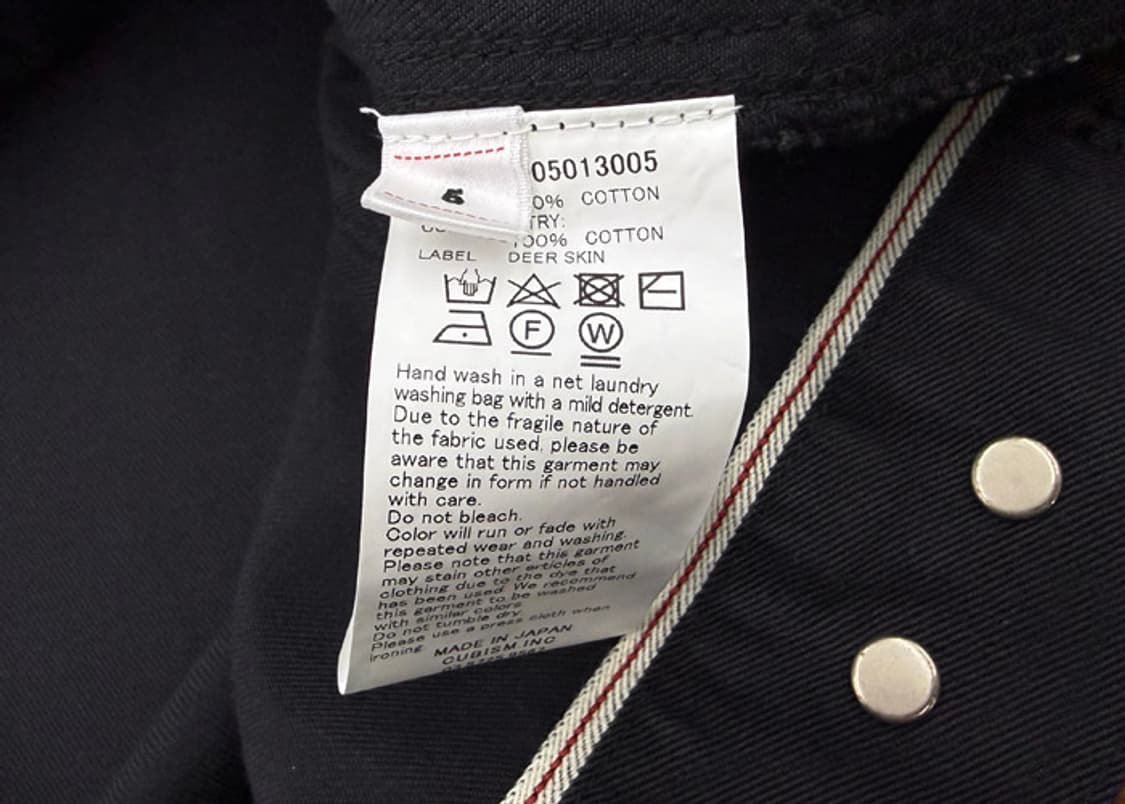 5
05013005
0% COTTON
TRY:
100% COTTON
LABEL DEER SKIN
F W
Hand wash in a net laundry
washing bag with a mild detergent.
Due to the fragile nature of
the fabric used, please be
aware that this garment may
change in form if not handled
with care.
Do not bleach.
Color will run or fade with
repeated wear and washing.
Please note that this garment
may stain other articles of
clothing due to the dye that
has been used. We recommend
this garment to be washed
with similar colors.
Do not tumble dry.
Please use a press cloth when
ironing.
MADE IN JAPAN
CUBISM.INC